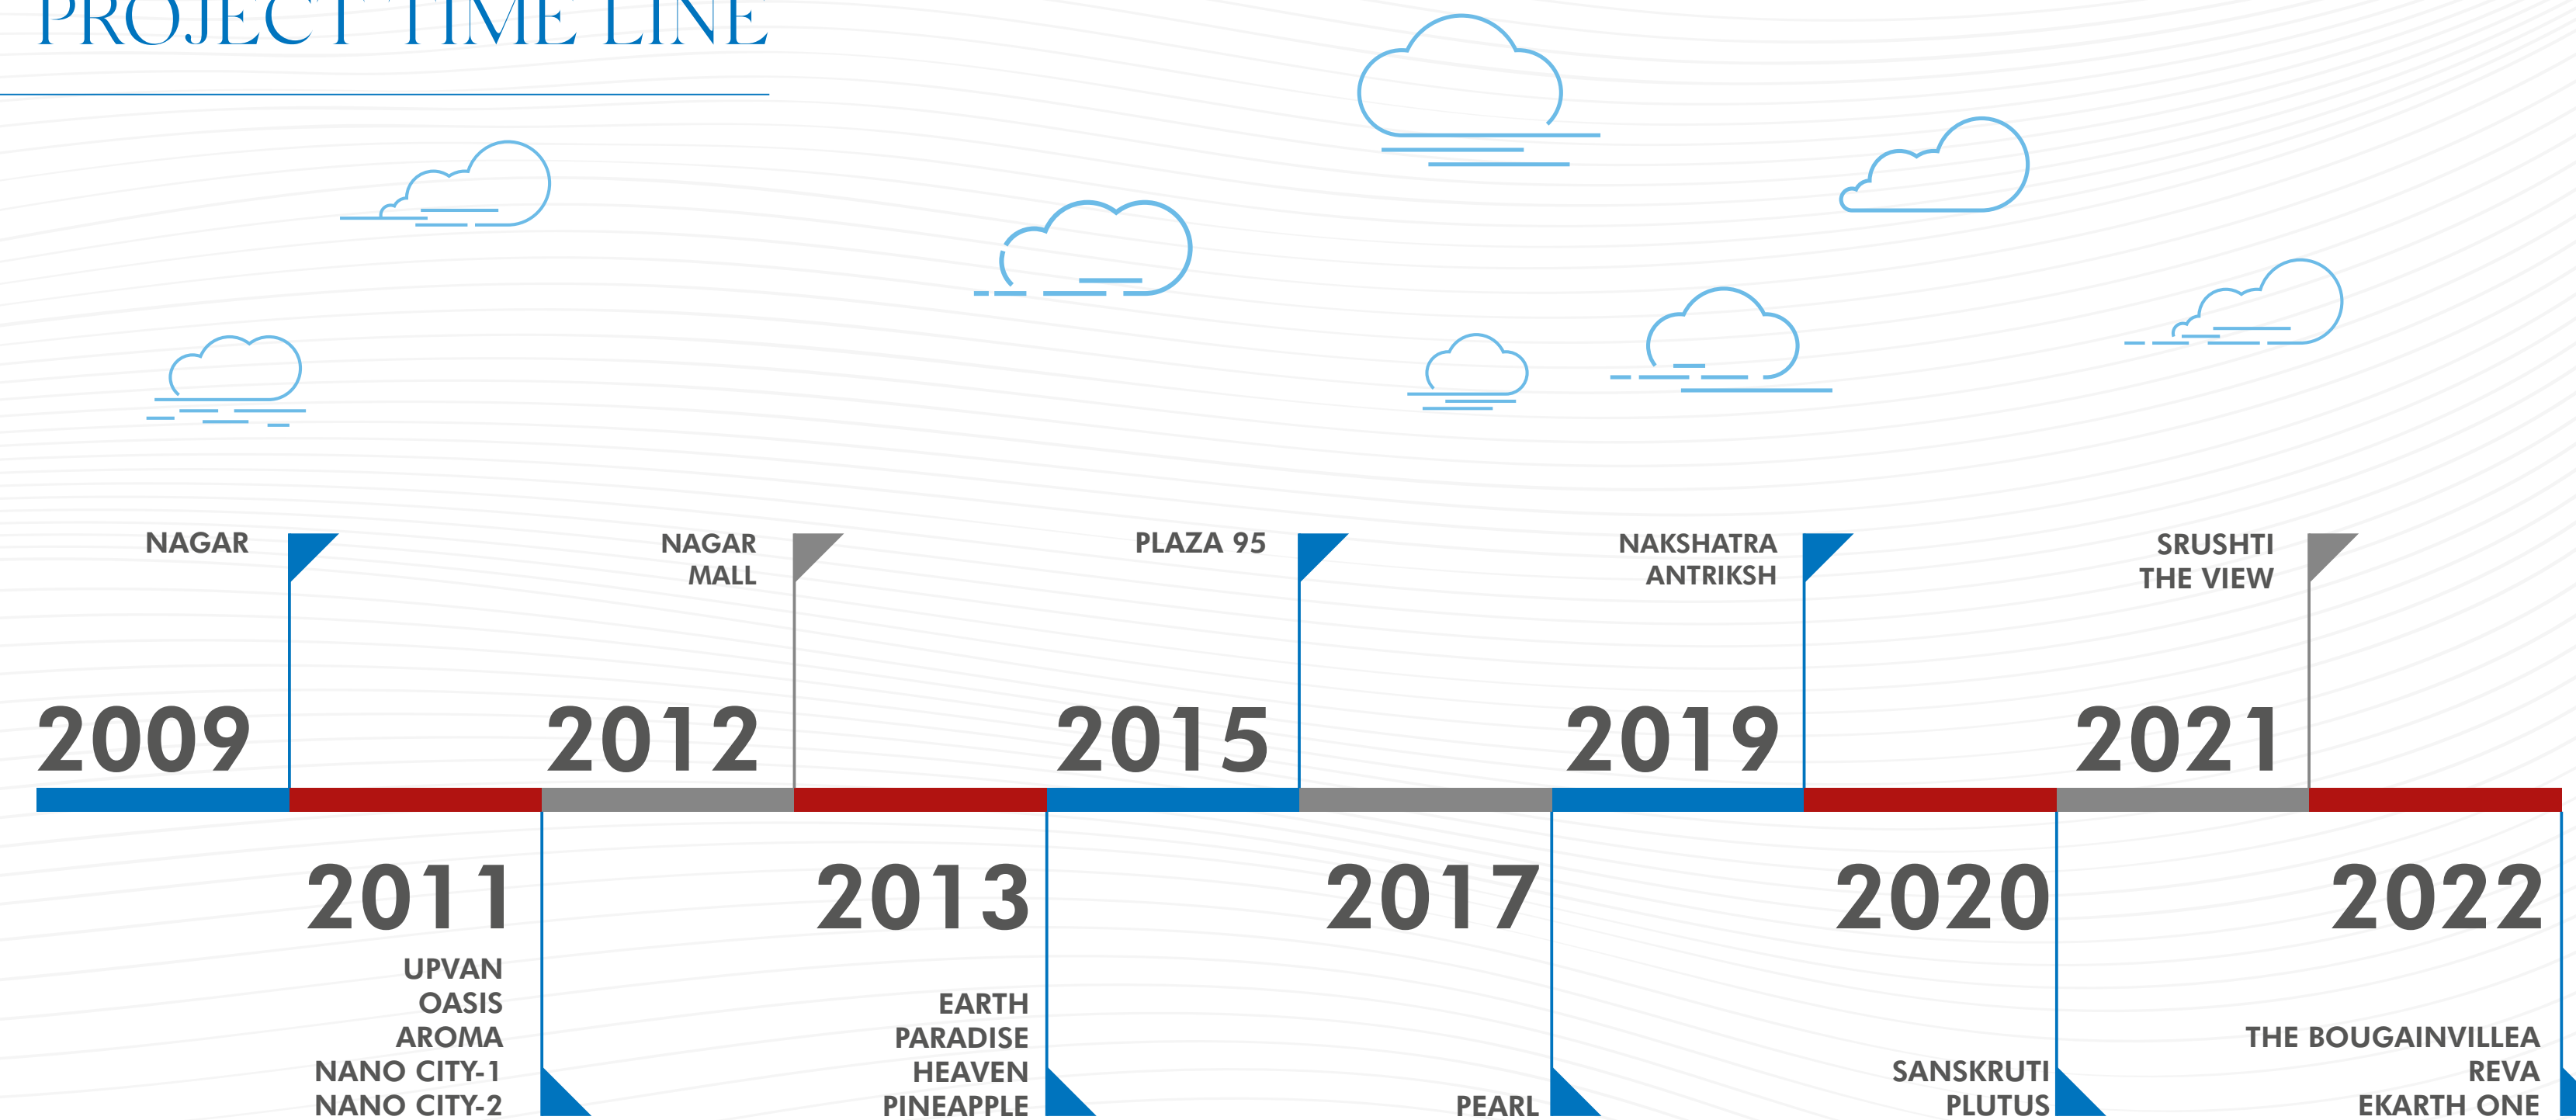 PROJECT TIME LINE
NAGAR
2009
UPVAN
OASIS
AROMA
NANO CITY-1
NANO CITY-2
2011
NAGAR
MALL
2012
2013
EARTH
PARADISE
HEAVEN
PINEAPPLE
PLAZA 95
2015
2017
PEARL
NAKSHATRA
ANTRIKSH
2019
2020
SANSKRUTI
PLUTUS
SRUSHTI
THE VIEW
2021
2022
THE BOUGAINVILLEA
REVA
EKARTH ONE